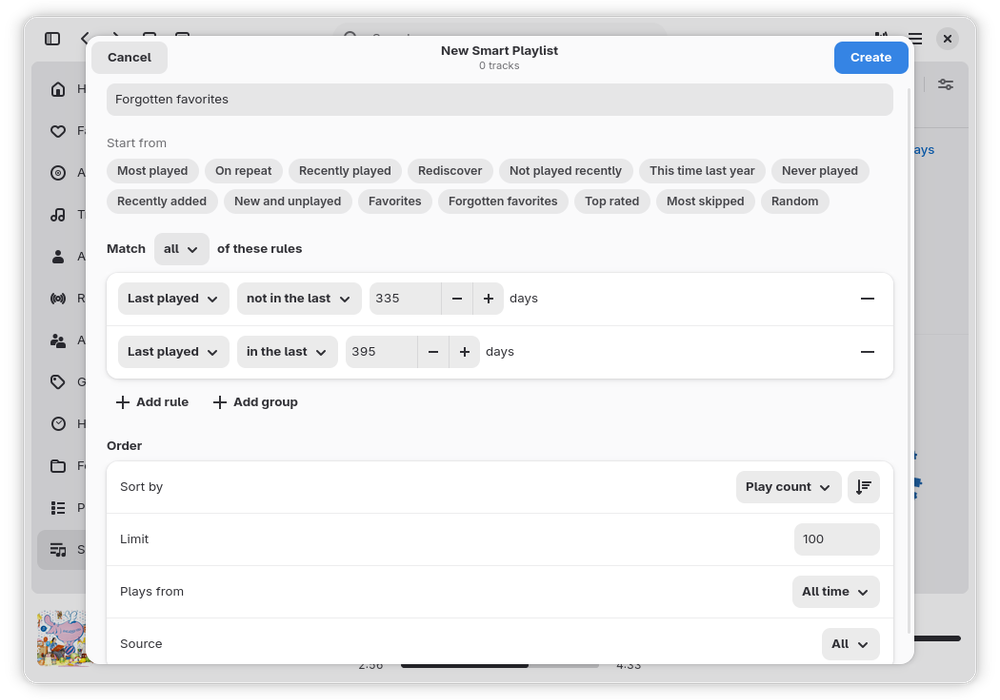 New Smart Playlist
Cancel
0 tracks
Create
Forgotten favorites
Start from
Most played On repeat Recently played Rediscover Not played recently This time last year Never played
Recently added New and unplayed Favorites Forgotten favorites Top rated Most skipped Random
Match all of these rules
Last played not in the last 335 days
Last played in the last 395 days
Add rule Add group
Order
Sort by Play count
Limit 100
Plays from All time
Source All
2:56 4:33